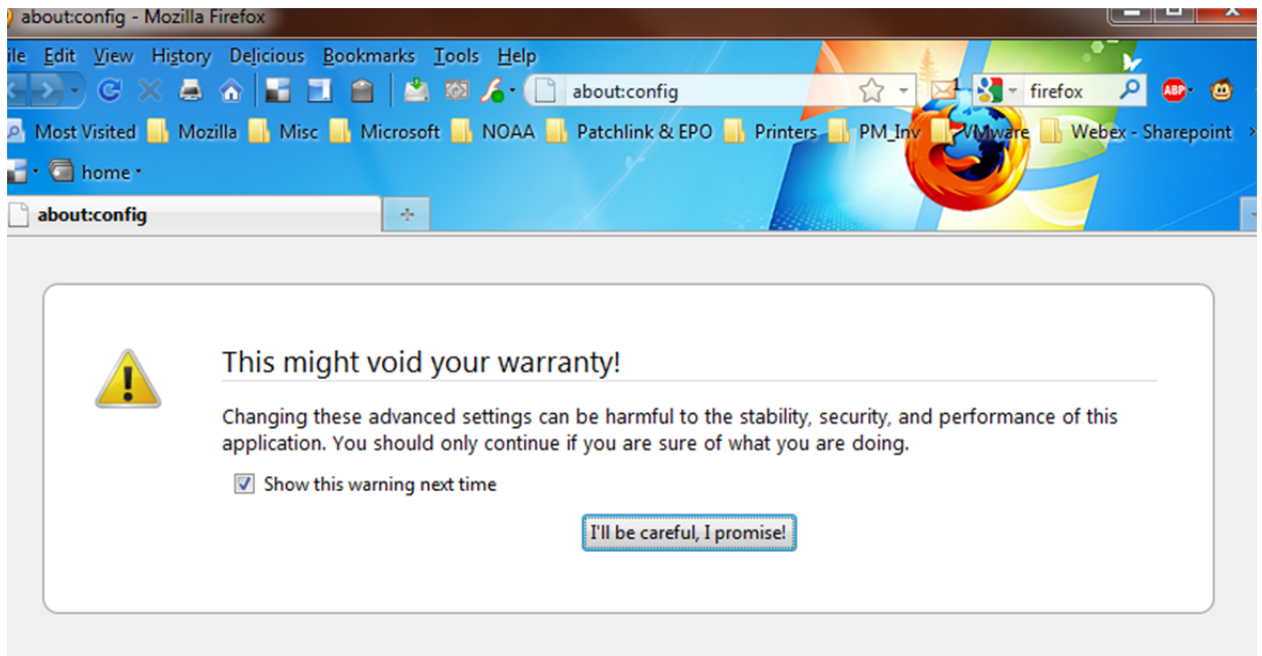 about:config - Mozilla Firefox
ile Edit View History Delicious Bookmarks Tools Help
about:config 1 firefox ABP
Most Visited Mozilla Misc Microsoft NOAA Patchlink & EPO Printers PM_Inv VMware Webex - Sharepoint
home
about:config
This might void your warranty!
Changing these advanced settings can be harmful to the stability, security, and performance of this
application. You should only continue if you are sure of what you are doing.
Show this warning next time
I'll be careful, I promise!